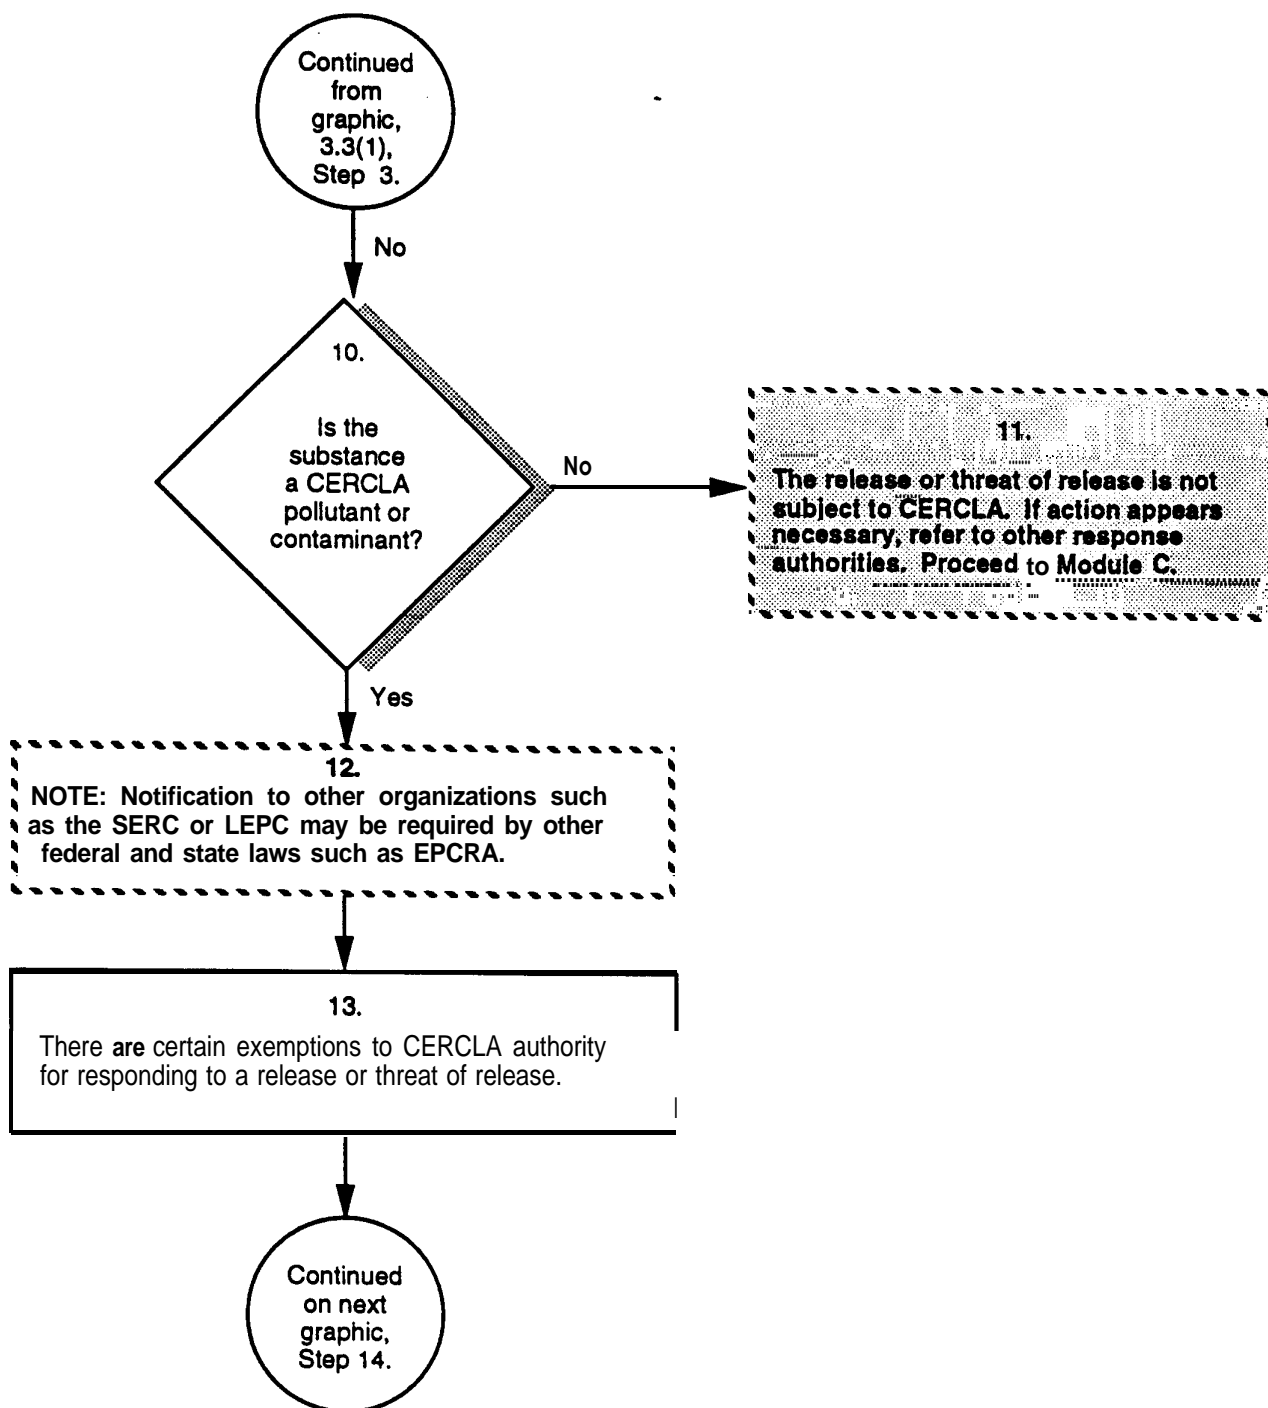 Continued
from
graphic,
3.3(1),
Step 3.
No
10.
Is the
substance
a CERCLA
pollutant or
contaminant?
No
11.
The release or threat of release is not
subject to CERCLA. If action appears
necessary, refer to other response
authorities. Proceed to Module C.
Yes
12.
NOTE: Notification to other organizations such
as the SERC or LEPC may be required by other
federal and state laws such as EPCRA.
13.
There are certain exemptions to CERCLA authority
for responding to a release or threat of release.
Continued
on next
graphic,
Step 14.